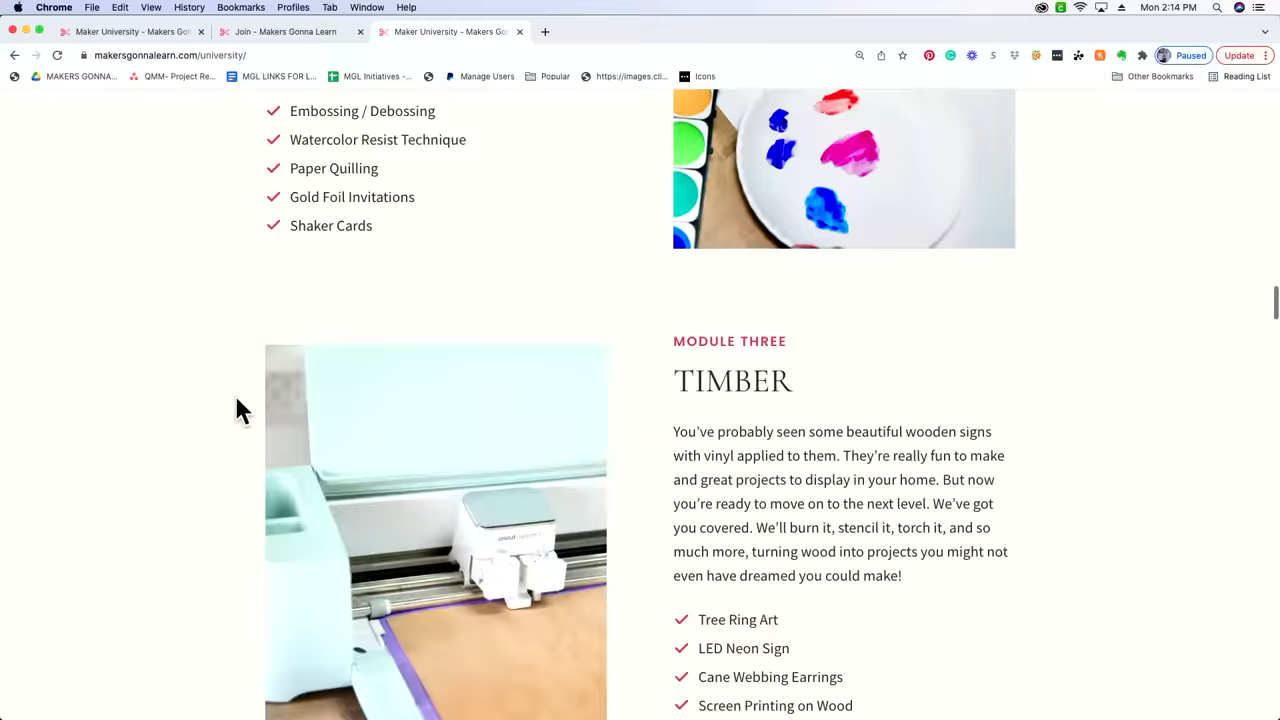 Chrome File Edit View History Bookmarks Profiles Tab Window Help Mon 2:14 PM
Maker University - Makers Gon Join - Makers Gonna Learn Maker University - Makers Go
makersgonnalearn.com/university/ Paused Update
MAKERS GONNA... QMM- Project Re... MGL LINKS FOR L... MGL Initiatives -... Manage Users Popular https://images.cli... Icons Other Bookmarks Reading List
Embossing / Debossing
Watercolor Resist Technique
Paper Quilling
Gold Foil Invitations
Shaker Cards
MODULE THREE
TIMBER
You’ve probably seen some beautiful wooden signs
with vinyl applied to them. They’re really fun to make
and great projects to display in your home. But now
you’re ready to move on to the next level. We’ve got
you covered. We’ll burn it, stencil it, torch it, and so
much more, turning wood into projects you might not
even have dreamed you could make!
Tree Ring Art
LED Neon Sign
Cane Webbing Earrings
Screen Printing on Wood